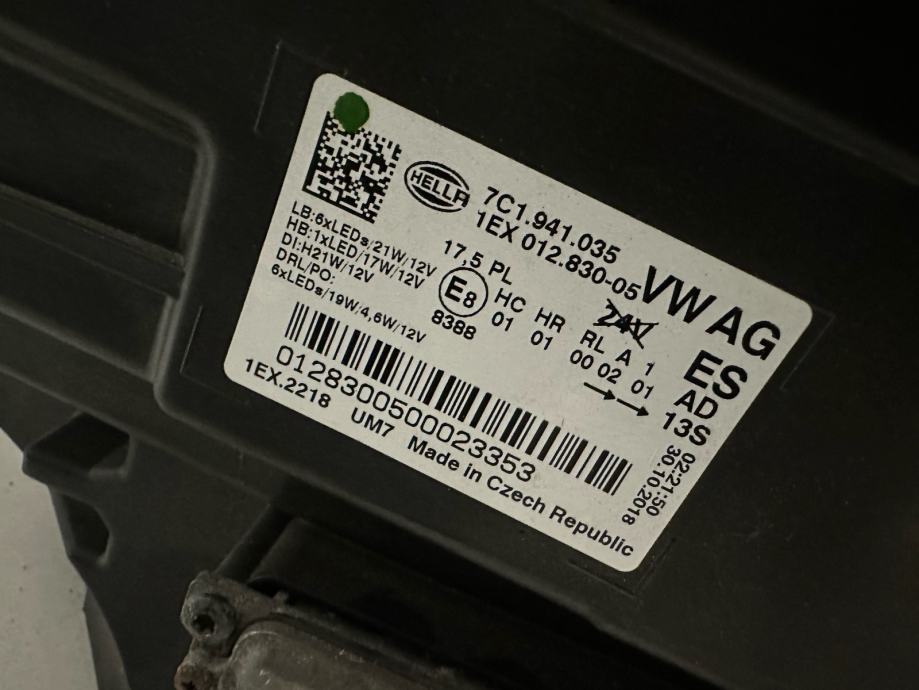 HELLA
7C1.941.035
1EX 012.830-05
VW AG
ES
AD
13S
LB:6xLEDs/21W/12V
HB:1xLED/17W/12V
DI:H21W/12V
DRL/PO:
6xLEDs/19W/4,6W/12V
17,5 PL
24V
E8
8388
HC HR RL A 1
01 01 00 02 01
02:21:50
30.10.2018
0128300500023353
1EX.2218 UM7 Made in Czech Republic